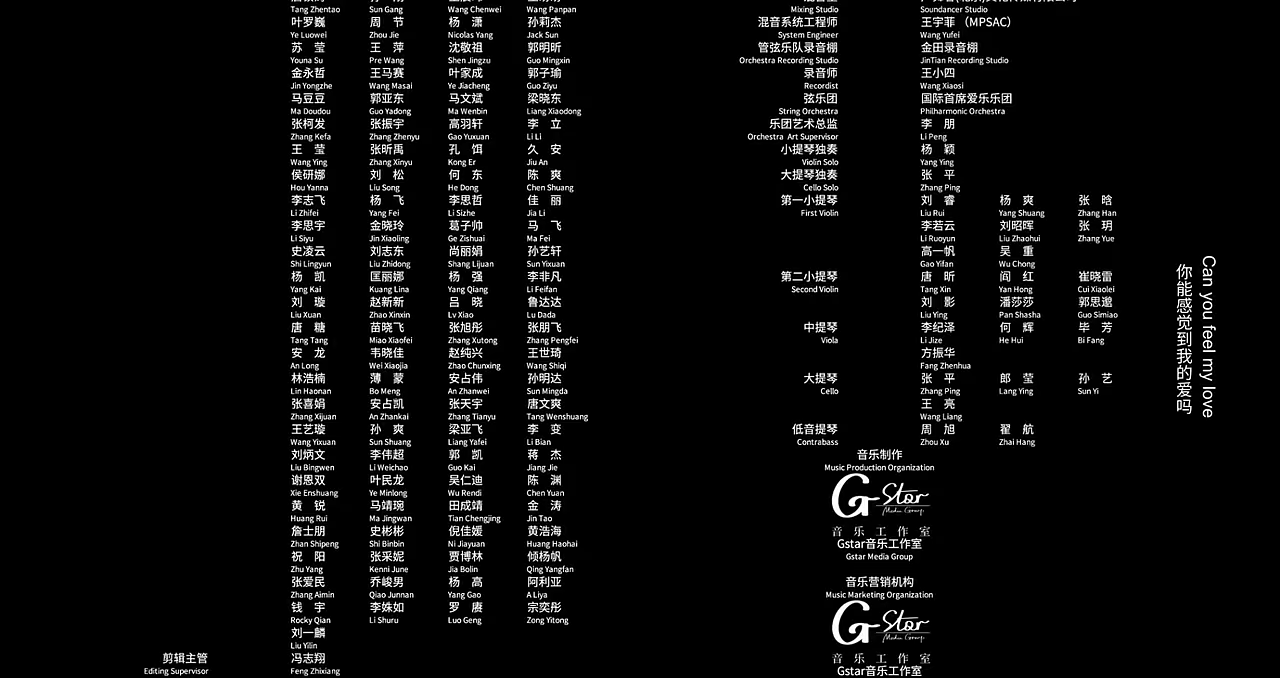 Tang Zhentao Sun Gang Wang Chenwei Wang Panpan
叶罗巍 周 节 杨 潇 孙莉杰
Ye Luowei Zhou Jie Nicolas Yang Jack Sun
苏 莹 王 萍 沈敬祖 郭明昕
Youna Su Pre Wang Shen Jingzu Guo Mingxin
金永哲 王马赛 叶家成 郭子瑜
Jin Yongzhe Wang Masai Ye Jiacheng Guo Ziyu
马豆豆 郭亚东 马文斌 梁晓东
Ma Doudou Guo Yadong Ma Wenbin Liang Xiaodong
张柯发 张振宇 高羽轩 李 立
Zhang Kefa Zhang Zhenyu Gao Yuxuan Li Li
王 莹 张昕禹 孔 饵 久 安
Wang Ying Zhang Xinyu Kong Er Jiu An
侯研娜 刘 松 何 东 陈 爽
Hou Yanna Liu Song He Dong Chen Shuang
李志飞 杨 飞 李思哲 佳 丽
Li Zhifei Yang Fei Li Sizhe Jia Li
李思宇 金晓玲 葛子帅 马 飞
Li Siyu Jin Xiaoling Ge Zishuai Ma Fei
史凌云 刘志东 尚丽娟 孙艺轩
Shi Lingyun Liu Zhidong Shang Lijuan Sun Yixuan
杨 凯 匡丽娜 杨 强 李非凡
Yang Kai Kuang Lina Yang Qiang Li Feifan
刘 璇 赵新新 吕 晓 鲁达达
Liu Xuan Zhao Xinxin Lv Xiao Lu Dada
唐 糖 苗晓飞 张旭彤 张朋飞
Tang Tang Miao Xiaofei Zhang Xutong Zhang Pengfei
安 龙 韦晓佳 赵纯兴 王世琦
An Long Wei Xiaojia Zhao Chunxing Wang Shiqi
林浩楠 薄 蒙 安占伟 孙明达
Lin Haonan Bo Meng An Zhanwei Sun Mingda
张喜娟 安占凯 张天宇 唐文爽
Zhang Xijuan An Zhankai Zhang Tianyu Tang Wenshuang
王艺璇 孙 爽 梁亚飞 李 变
Wang Yixuan Sun Shuang Liang Yafei Li Bian
刘炳文 李伟超 郭 凯 蒋 杰
Liu Bingwen Li Weichao Guo Kai Jiang Jie
谢恩双 叶民龙 吴仁迪 陈 渊
Xie Enshuang Ye Minlong Wu Rendi Chen Yuan
黄 锐 马靖琬 田成靖 金 涛
Huang Rui Ma Jingwan Tian Chengjing Jin Tao
詹士朋 史彬彬 倪佳媛 黄浩海
Zhan Shipeng Shi Binbin Ni Jiayuan Huang Haohai
祝 阳 张采妮 贾博林 倾杨帆
Zhu Yang Kenni June Jia Bolin Qing Yangfan
张爱民 乔峻男 杨 高 阿利亚
Zhang Aimin Qiao Junnan Yang Gao A Liya
钱 宇 李姝如 罗 赓 宗奕彤
Rocky Qian Li Shuru Luo Geng Zong Yitong
刘一麟
Liu Yilin
剪辑主管 冯志翔
Editing Supervisor Feng Zhixiang
Mixing Studio Soundancer Studio
混音系统工程师 王宇菲 （MPSAC）
System Engineer Wang Yufei
管弦乐队录音棚 金田录音棚
Orchestra Recording Studio JinTian Recording Studio
录音师 王小四
Recordist Wang Xiaosi
弦乐团 国际首席爱乐乐团
String Orchestra Philharmonic Orchestra
乐团艺术总监 李 朋
Orchestra Art Supervisor Li Peng
小提琴独奏 杨 颖
Violin Solo Yang Ying
大提琴独奏 张 平
Cello Solo Zhang Ping
第一小提琴 刘 睿 杨 爽 张 晗
First Violin Liu Rui Yang Shuang Zhang Han
李若云 刘昭晖 张 玥
Li Ruoyun Liu Zhaohui Zhang Yue
高一帆 吴 重
Gao Yifan Wu Chong
第二小提琴 唐 昕 阎 红 崔晓雷
Second Violin Tang Xin Yan Hong Cui Xiaolei
刘 影 潘莎莎 郭思邈
Liu Ying Pan Shasha Guo Simiao
中提琴 李纪泽 何 辉 毕 芳
Viola Li Jize He Hui Bi Fang
方振华
Fang Zhenhua
大提琴 张 平 郎 莹 孙 艺
Cello Zhang Ping Lang Ying Sun Yi
王 亮
Wang Liang
低音提琴 周 旭 翟 航
Contrabass Zhou Xu Zhai Hang
音乐制作
Music Production Organization
G-Star
Media Group
音 乐 工 作 室
Gstar音乐工作室
Gstar Media Group
音乐营销机构
Music Marketing Organization
G-Star
Media Group
音 乐 工 作 室
Gstar音乐工作室
Can you feel my love
你能感觉到我的爱吗